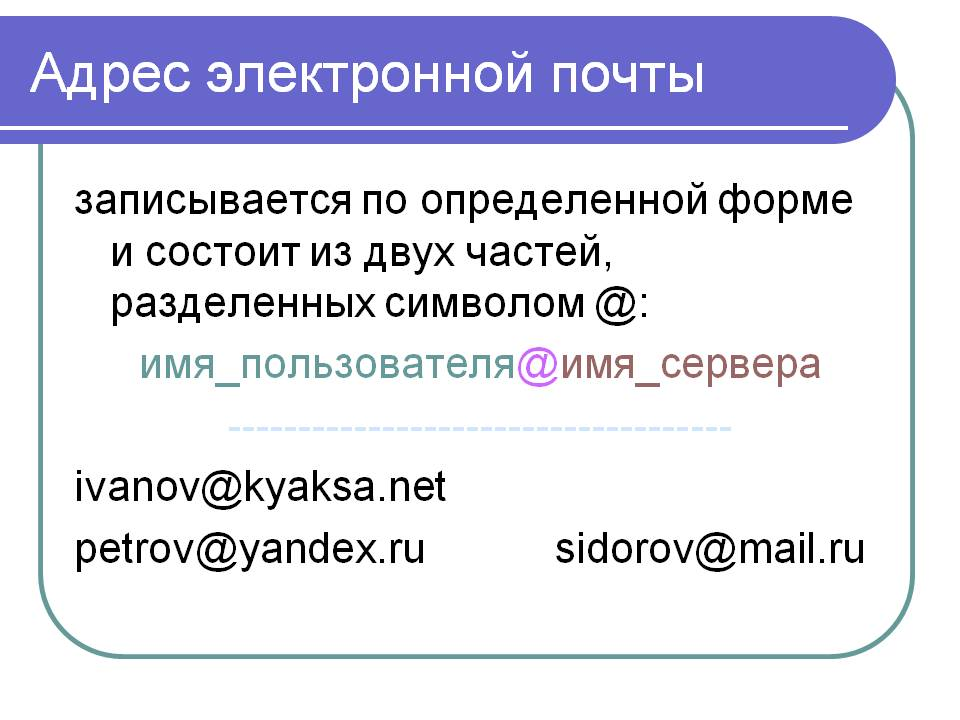 Адрес электронной почты
записывается по определенной форме
и состоит из двух частей,
разделенных символом @:
имя_пользователя@имя_сервера
------------------------------------
ivanov@kyaksa.net
petrov@yandex.ru sidorov@mail.ru